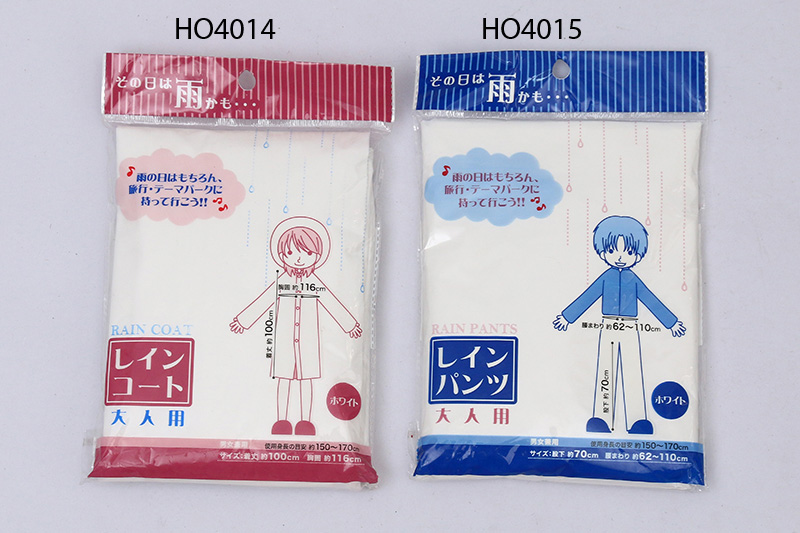 HO4014
その日は雨かも・・・
雨の日はもちろん、
旅行・テーマパークに
持って行こう!!
胸囲 約116cm
着丈 約100cm
RAIN COAT
レイン
コート
大人用
ホワイト
男女兼用
使用身長の目安 約150〜170cm
サイズ:着丈 約100cm 胸囲 約116cm
HO4015
その日は雨かも・・・
雨の日はもちろん、
旅行・テーマパークに
持って行こう!!
腰まわり 約62〜110cm
股下 約70cm
RAIN PANTS
レイン
パンツ
大人用
ホワイト
男女兼用
使用身長の目安 約150〜170cm
サイズ:股下 約70cm 腰まわり 約62〜110cm